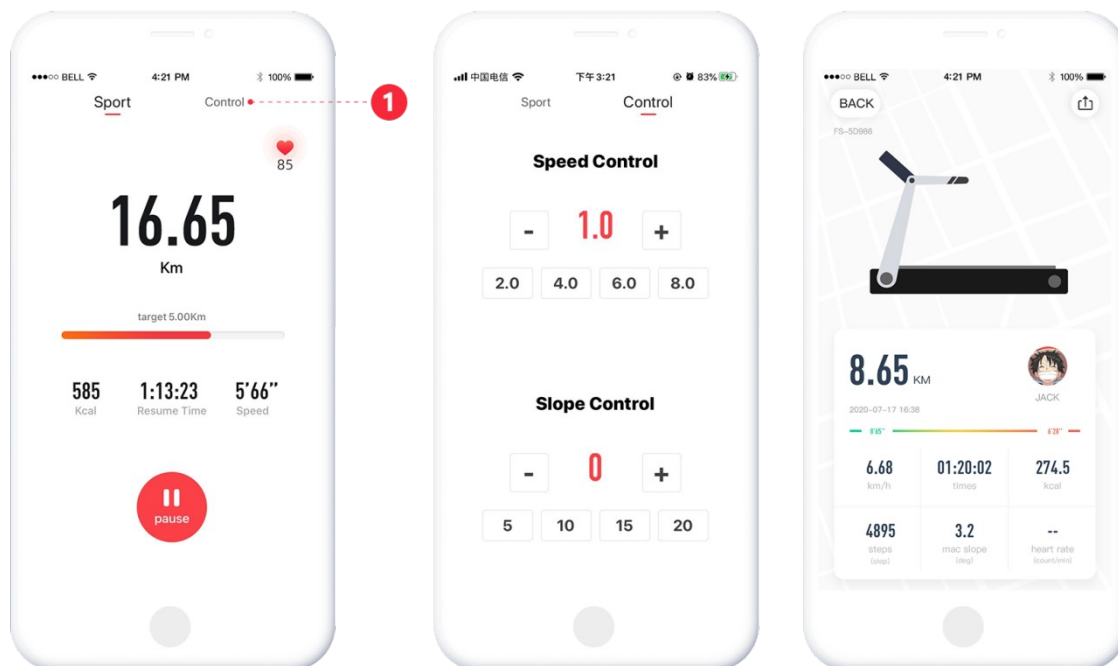 BELL 4:21 PM 100%
Sport Control
1
85
16.65
Km
target 5.00Km
585 1:13:23 5'66"
Kcal Resume Time Speed
pause
中国电信 下午3:21 83%
Sport Control
Speed Control
- 1.0 +
2.0 4.0 6.0 8.0
Slope Control
- 0 +
5 10 15 20
BELL 4:21 PM 100%
BACK
FS-5D986
8.65 KM
JACK
2020-07-17 16:38
8'65" 6'28"
6.68 01:20:02 274.5
km/h times kcal
4895 3.2 --
steps mac slope heart rate
(step) (deg) (count/min)